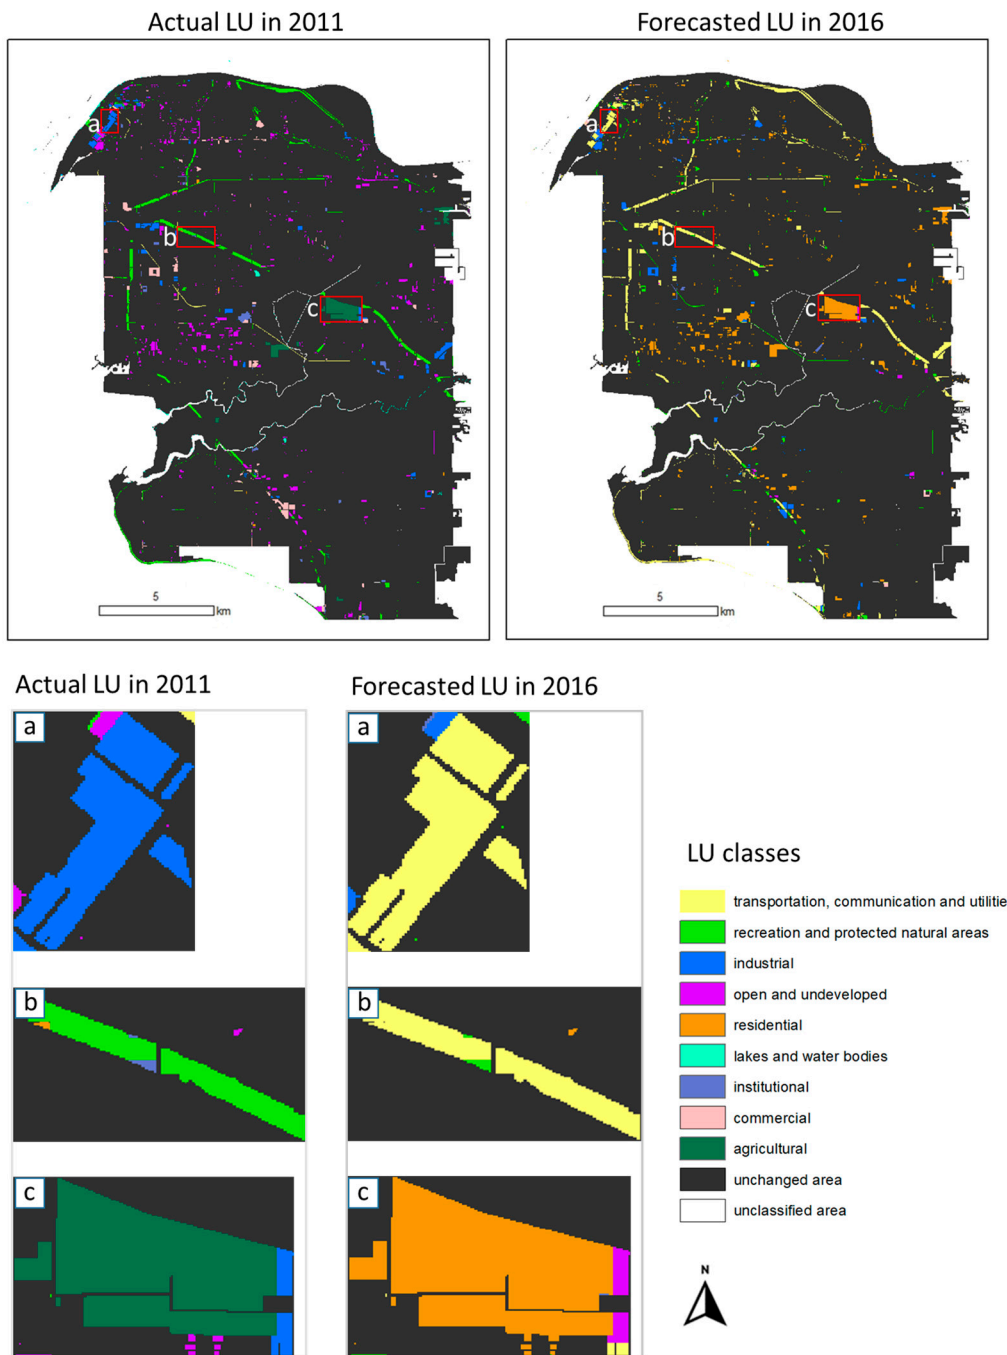 Actual LU in 2011
Forecasted LU in 2016
a
b
c
5
km
a
b
c
5
km
Actual LU in 2011
Forecasted LU in 2016
a
a
b
b
c
c
LU classes
transportation, communication and utilitie
recreation and protected natural areas
industrial
open and undeveloped
residential
lakes and water bodies
institutional
commercial
agricultural
unchanged area
unclassified area
N